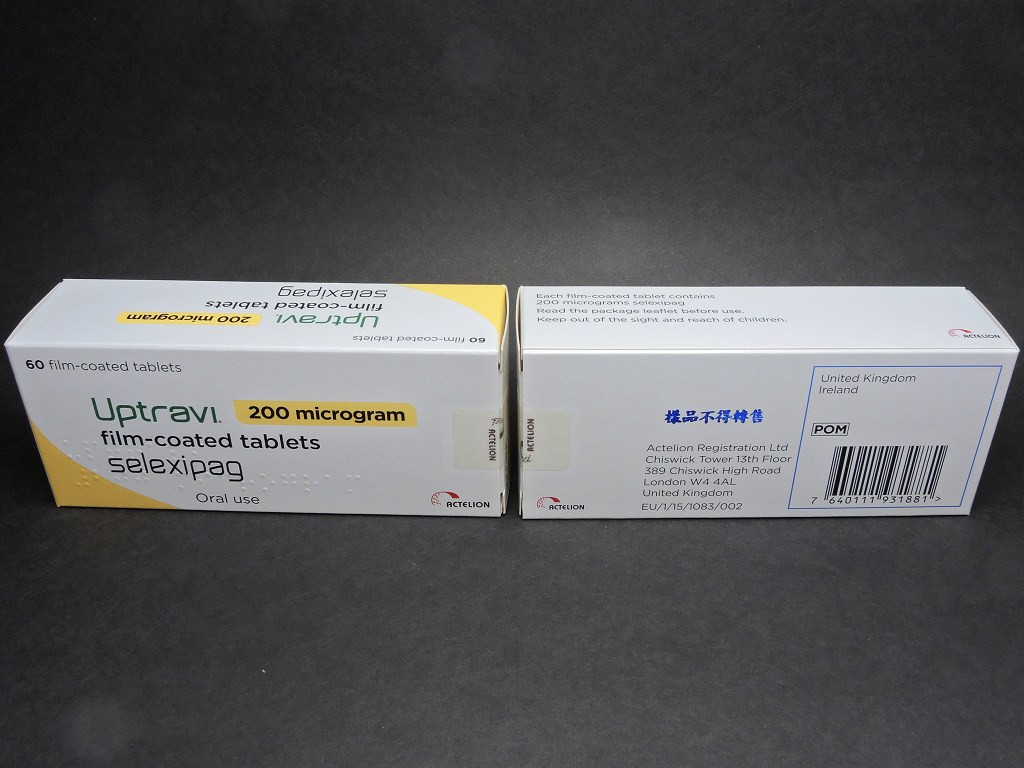 selexipag
film-coated tablets
Uptravi 200 microgram
60 film-coated tablets
60 film-coated tablets
Uptravi 200 microgram
film-coated tablets
selexipag
Oral use
ACTELION
ACTELION
Each film-coated tablet contains
200 micrograms selexipag
Read the package leaflet before use.
Keep out of the sight and reach of children.
ACTELION
ACTELION
ACTELION
樣品不得轉售
Actelion Registration Ltd
Chiswick Tower 13th Floor
389 Chiswick High Road
London W4 4AL
United Kingdom
EU/1/15/1083/002
United Kingdom
Ireland
POM
7 640111 931881 >